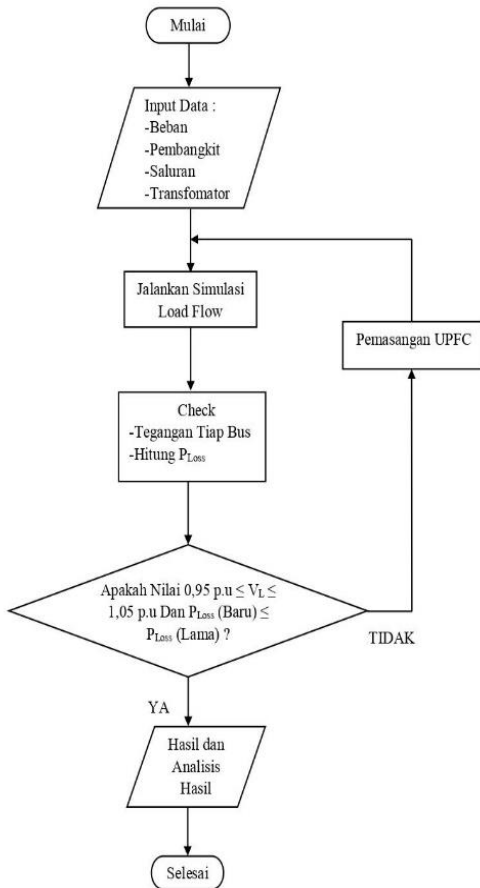 Mulai
Input Data :
-Beban
-Pembangkit
-Saluran
-Transfomator
Jalankan Simulasi
Load Flow
Pemasangan UPFC
Check
-Tegangan Tiap Bus
-Hitung PLoss
Apakah Nilai 0,95 p.u ≤ VL ≤
1,05 p.u Dan PLoss (Baru) ≤
PLoss (Lama) ?
TIDAK
YA
Hasil dan
Analisis
Hasil
Selesai